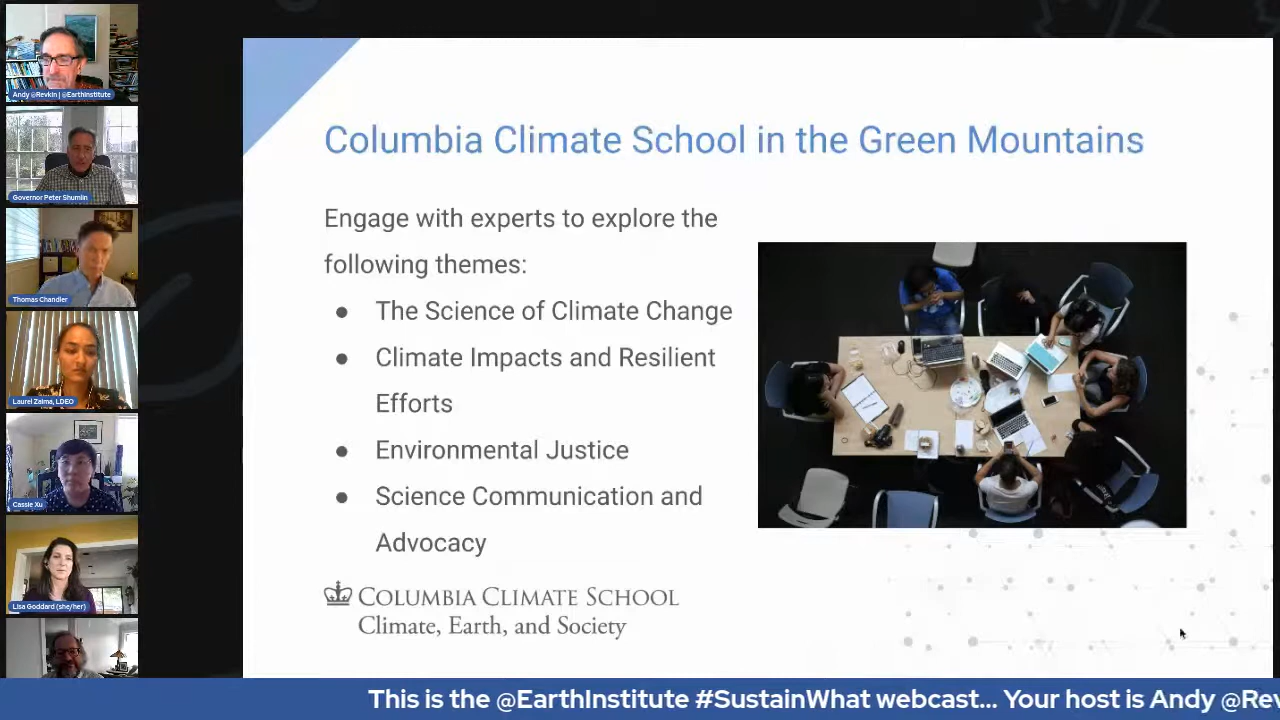 Andy @Revkin | @EarthInstitute
Governor Peter Shumlin
Thomas Chandler
Laurel Zaima, LDEO
Cassie Xu
Lisa Goddard (she/her)
Columbia Climate School in the Green Mountains
Engage with experts to explore the
following themes:
● The Science of Climate Change
● Climate Impacts and Resilient
Efforts
● Environmental Justice
● Science Communication and
Advocacy
COLUMBIA CLIMATE SCHOOL
Climate, Earth, and Society
This is the @EarthInstitute #SustainWhat webcast... Your host is Andy @Rev